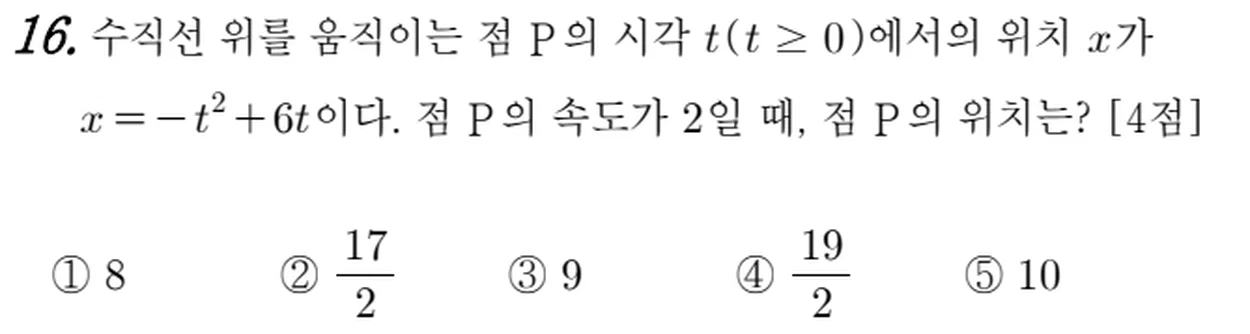 16. 수직선 위를 움직이는 점 P의 시각 t(t ≥ 0)에서의 위치 x가
x = −t² + 6t이다. 점 P의 속도가 2일 때, 점 P의 위치는? [4점]
① 8 ② 17/2 ③ 9 ④ 19/2 ⑤ 10